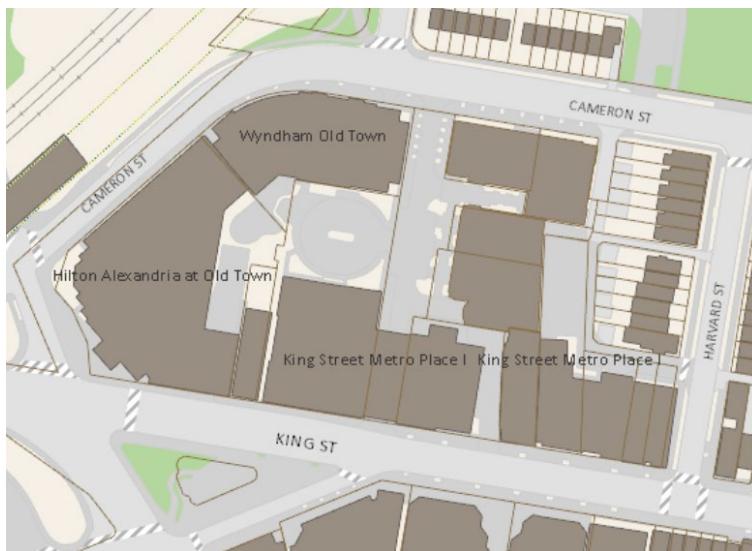 CAMERON ST
Wyndham Old Town
CAMERON ST
Hilton Alexandria at Old Town
HARVARD ST
King Street Metro Place I
King Street Metro Place I
KING ST